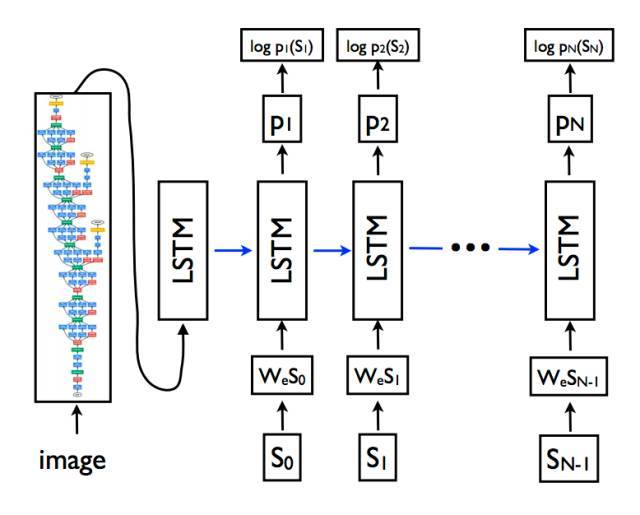 log p₁(S₁) log p₂(S₂) log pN(SN)
p₁ p₂ pN
LSTM LSTM LSTM ••• LSTM
WeS₀ WeS₁ WeSN-1
image S₀ S₁ SN-1